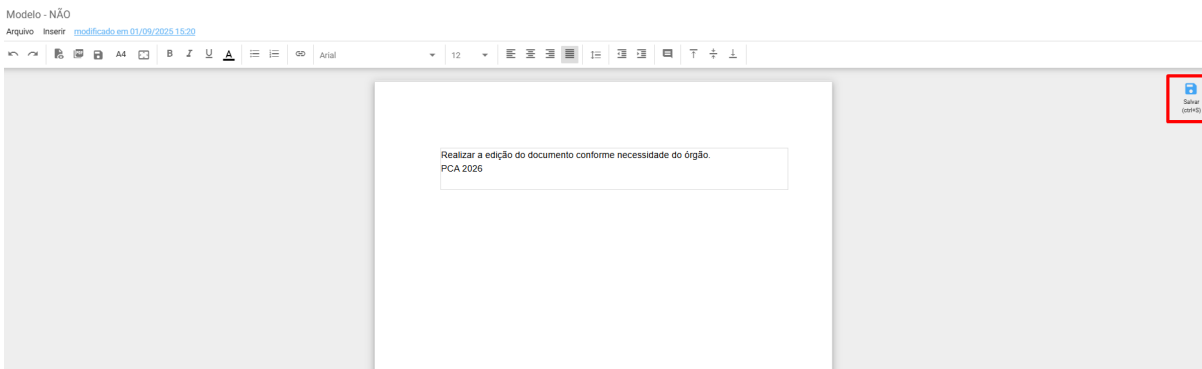 Modelo - NÃO
Arquivo Inserir modificado em 01/09/2025 15:20
A4 B I U A Arial 12
Salvar
(ctrl+S)
Realizar a edição do documento conforme necessidade do órgão.
PCA 2026